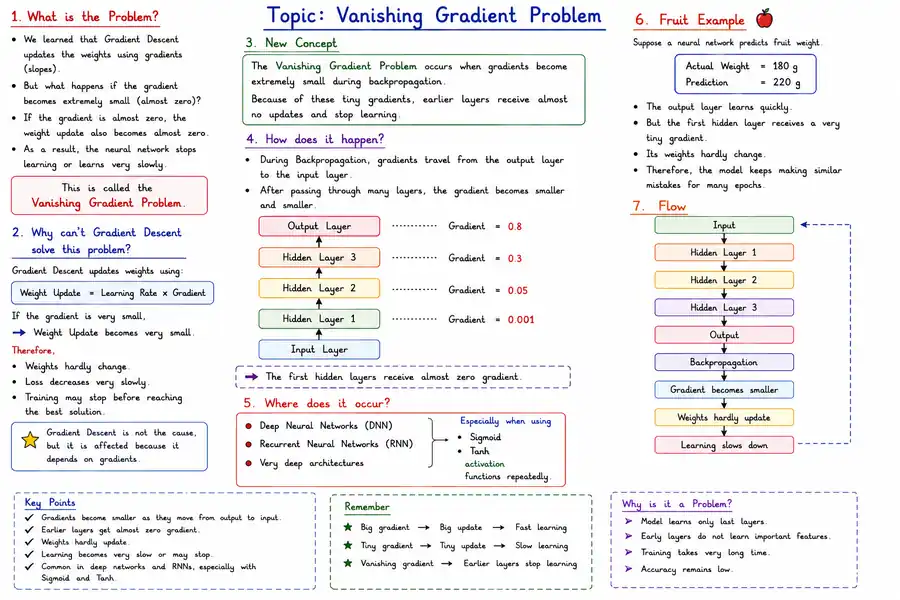 Topic: Vanishing Gradient Problem
1. What is the Problem?
• We learned that Gradient Descent
updates the weights using gradients
(slopes).
• But what happens if the gradient
becomes extremely small (almost zero)?
• If the gradient is almost zero, the
weight update also becomes almost zero.
• As a result, the neural network stops
learning or learns very slowly.
This is called the
Vanishing Gradient Problem.
2. Why can't Gradient Descent
solve this problem?
Gradient Descent updates weights using:
Weight Update = Learning Rate x Gradient
If the gradient is very small,
→ Weight Update becomes very small.
Therefore,
• Weights hardly change.
• Loss decreases very slowly.
• Training may stop before reaching
the best solution.
Gradient Descent is not the cause,
but it is affected because it
depends on gradients.
3. New Concept
The Vanishing Gradient Problem occurs when gradients become
extremely small during backpropagation.
Because of these tiny gradients, earlier layers receive almost
no updates and stop learning.
4. How does it happen?
• During Backpropagation, gradients travel from the output layer
to the input layer.
• After passing through many layers, the gradient becomes smaller
and smaller.
Output Layer ············ Gradient = 0.8
Hidden Layer 3 ············ Gradient = 0.3
Hidden Layer 2 ············ Gradient = 0.05
Hidden Layer 1 ············ Gradient = 0.001
Input Layer
→ The first hidden layers receive almost zero gradient.
5. Where does it occur?
• Deep Neural Networks (DNN)
• Recurrent Neural Networks (RNN)
• Very deep architectures
Especially when using
• Sigmoid
• Tanh
activation
functions repeatedly.
6. Fruit Example
Suppose a neural network predicts fruit weight.
Actual Weight = 180 g
Prediction = 220 g
• The output layer learns quickly.
• But the first hidden layer receives a very
tiny gradient.
• Its weights hardly change.
• Therefore, the model keeps making similar
mistakes for many epochs.
7. Flow
Input
Hidden Layer 1
Hidden Layer 2
Hidden Layer 3
Output
Backpropagation
Gradient becomes smaller
Weights hardly update
Learning slows down
Key Points
✓ Gradients become smaller as they move from output to input.
✓ Earlier layers get almost zero gradient.
✓ Weights hardly update.
✓ Learning becomes very slow or may stop.
✓ Common in deep networks and RNNs, especially with
Sigmoid and Tanh.
Remember
★ Big gradient → Big update → Fast learning
★ Tiny gradient → Tiny update → Slow learning
★ Vanishing gradient → Earlier layers stop learning
Why is it a Problem?
➤ Model learns only last layers.
➤ Early layers do not learn important features.
➤ Training takes very long time.
➤ Accuracy remains low.